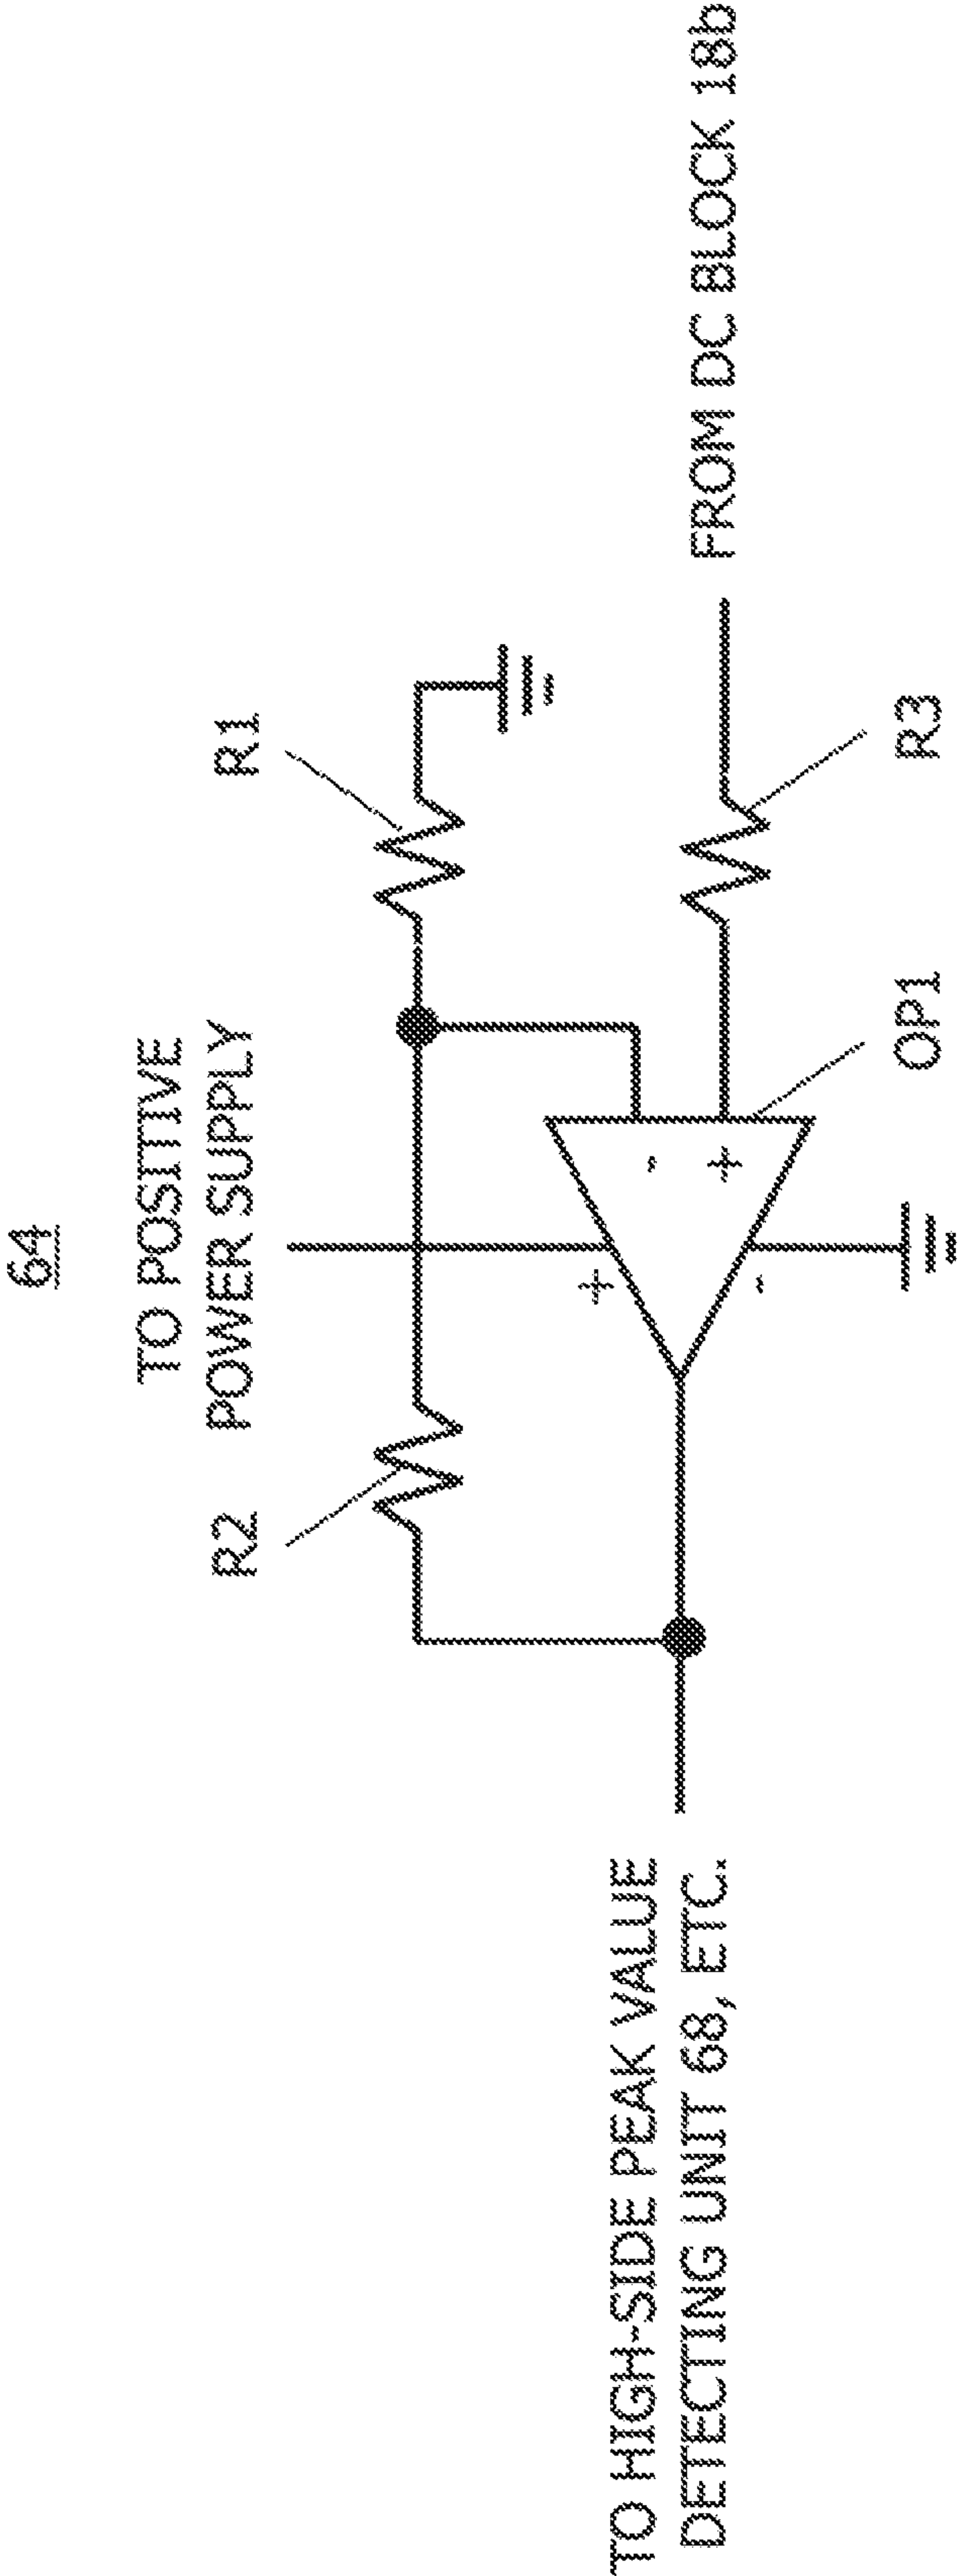 64
TO POSITIVE
POWER SUPPLY
R2
R1
+
-
-
+
TO HIGH-SIDE PEAK VALUE
DETECTING UNIT 68, ETC.
FROM DC BLOCK 18b
OP1
R3